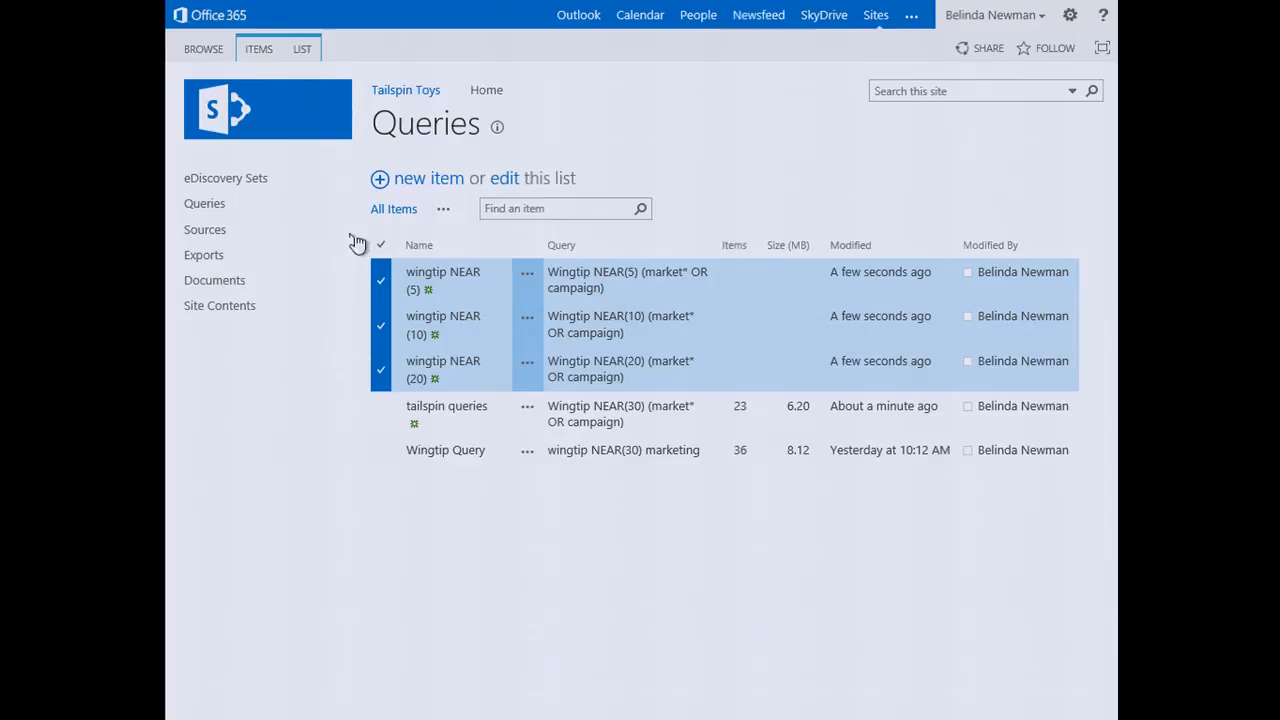 Office 365 Outlook Calendar People Newsfeed SkyDrive Sites ... Belinda Newman ?
BROWSE ITEMS LIST SHARE FOLLOW
S
Tailspin Toys Home Search this site
Queries
new item or edit this list
All Items ... Find an item
eDiscovery Sets
Queries
Sources
Exports
Documents
Site Contents
Name Query Items Size (MB) Modified Modified By
wingtip NEAR ... Wingtip NEAR(5) (market* OR A few seconds ago Belinda Newman
(5) campaign)
wingtip NEAR ... Wingtip NEAR(10) (market* A few seconds ago Belinda Newman
(10) OR campaign)
wingtip NEAR ... Wingtip NEAR(20) (market* A few seconds ago Belinda Newman
(20) OR campaign)
tailspin queries ... Wingtip NEAR(30) (market* 23 6.20 About a minute ago Belinda Newman
OR campaign)
Wingtip Query ... wingtip NEAR(30) marketing 36 8.12 Yesterday at 10:12 AM Belinda Newman